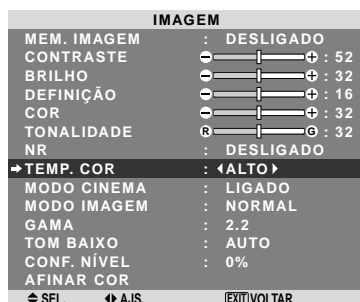 IMAGEM
MEM. IMAGEM : DESLIGADO
CONTRASTE : 52
BRILHO : 32
DEFINIÇÃO : 16
COR : 32
TONALIDADE R G : 32
NR : DESLIGADO
TEMP. COR : ALTO
MODO CINEMA : LIGADO
MODO IMAGEM : NORMAL
GAMA : 2.2
TOM BAIXO : AUTO
CONF. NÍVEL : 0%
AFINAR COR
SEL. AJS. EXIT VOLTAR